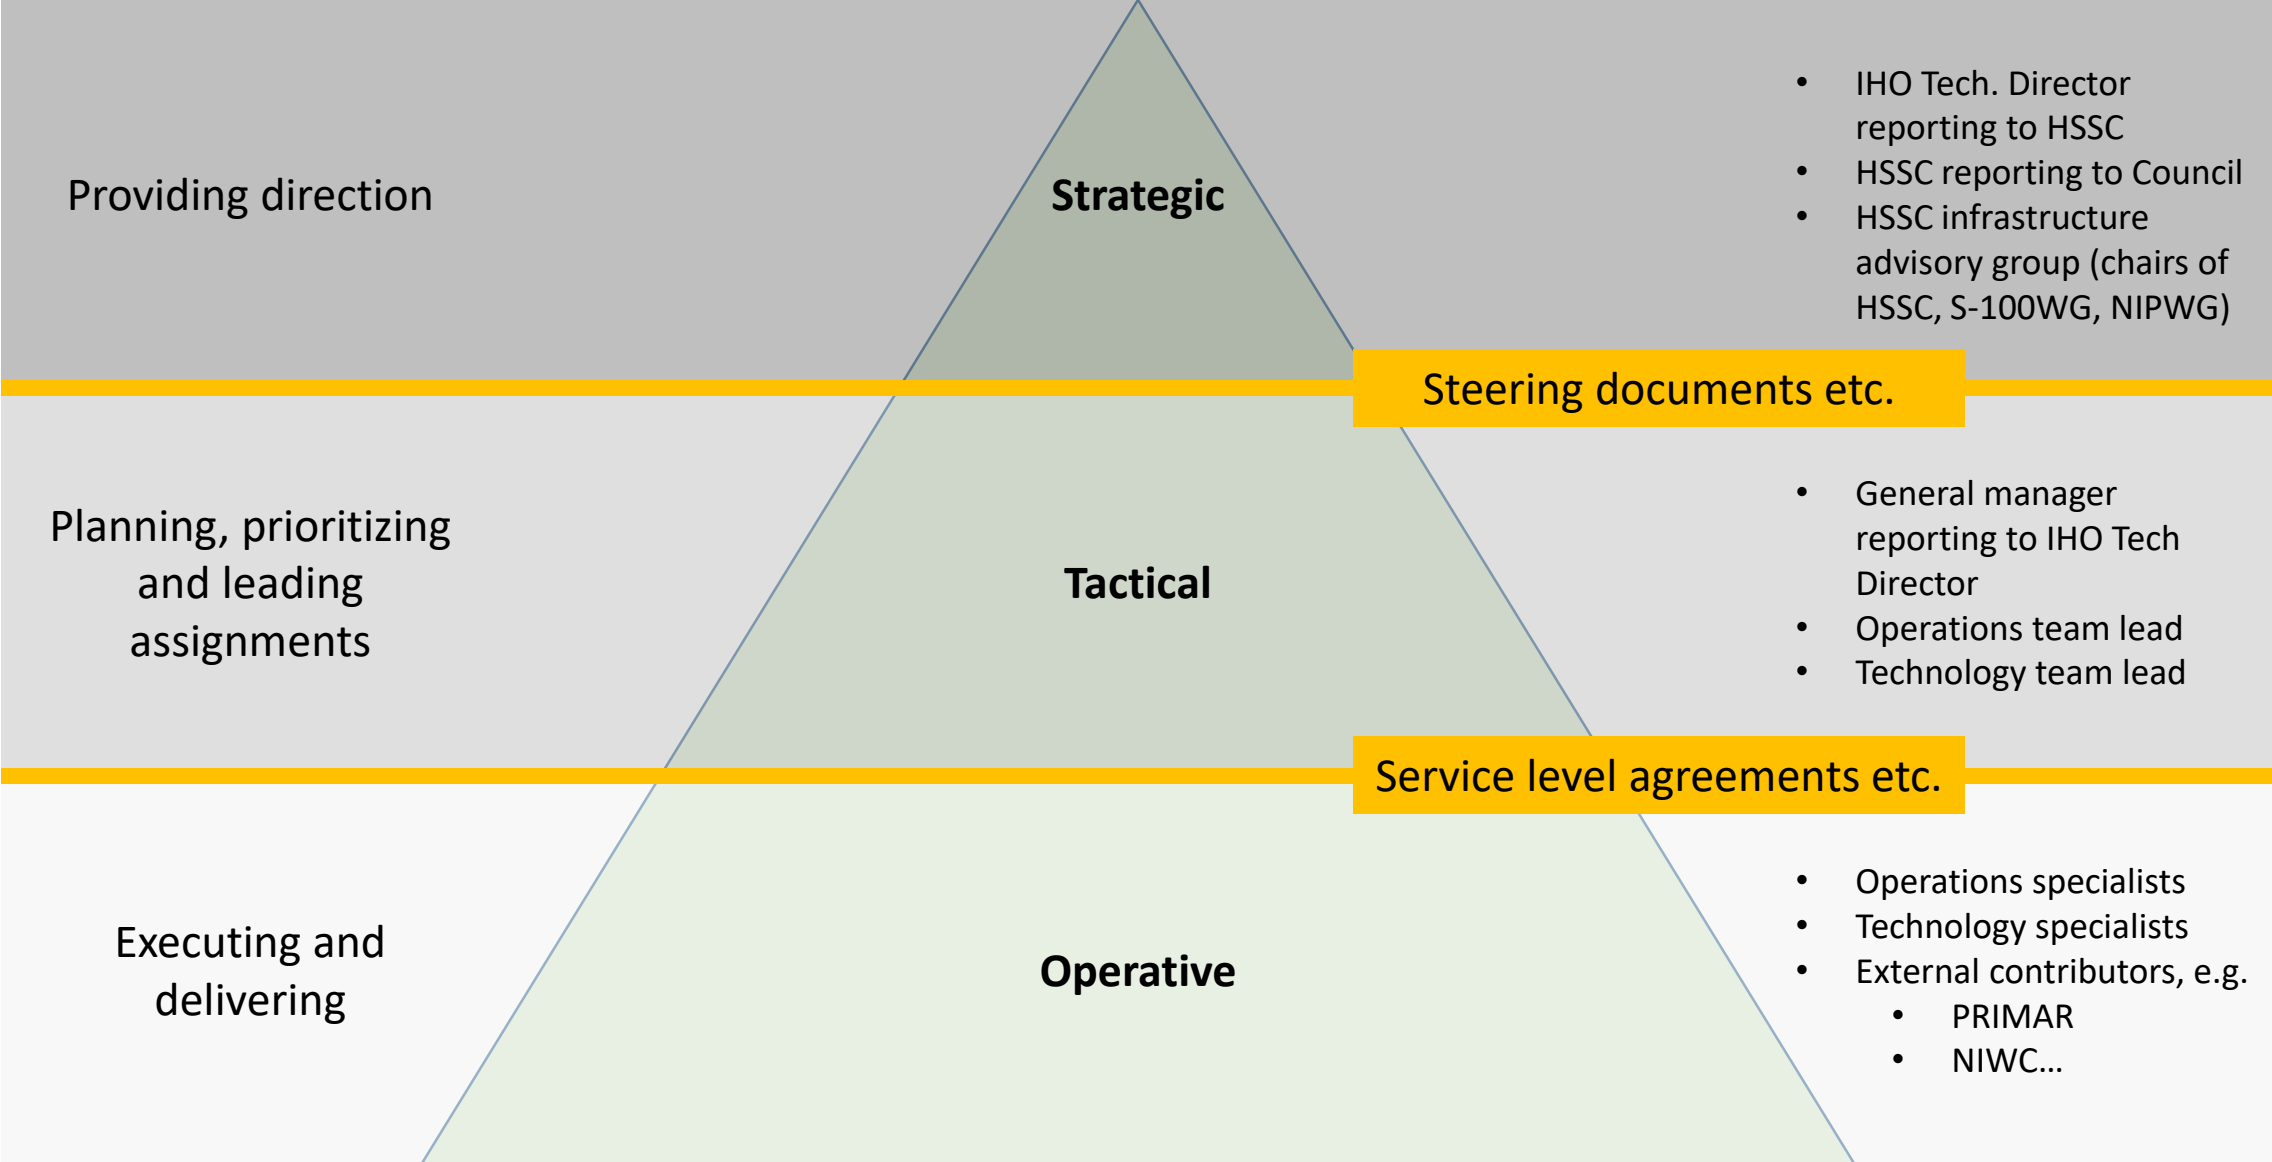 Providing direction
Strategic
• IHO Tech. Director
reporting to HSSC
• HSSC reporting to Council
• HSSC infrastructure
advisory group (chairs of
HSSC, S-100WG, NIPWG)
Steering documents etc.
Planning, prioritizing
and leading
assignments
Tactical
• General manager
reporting to IHO Tech
Director
• Operations team lead
• Technology team lead
Service level agreements etc.
Executing and
delivering
Operative
• Operations specialists
• Technology specialists
• External contributors, e.g.
• PRIMAR
• NIWC…